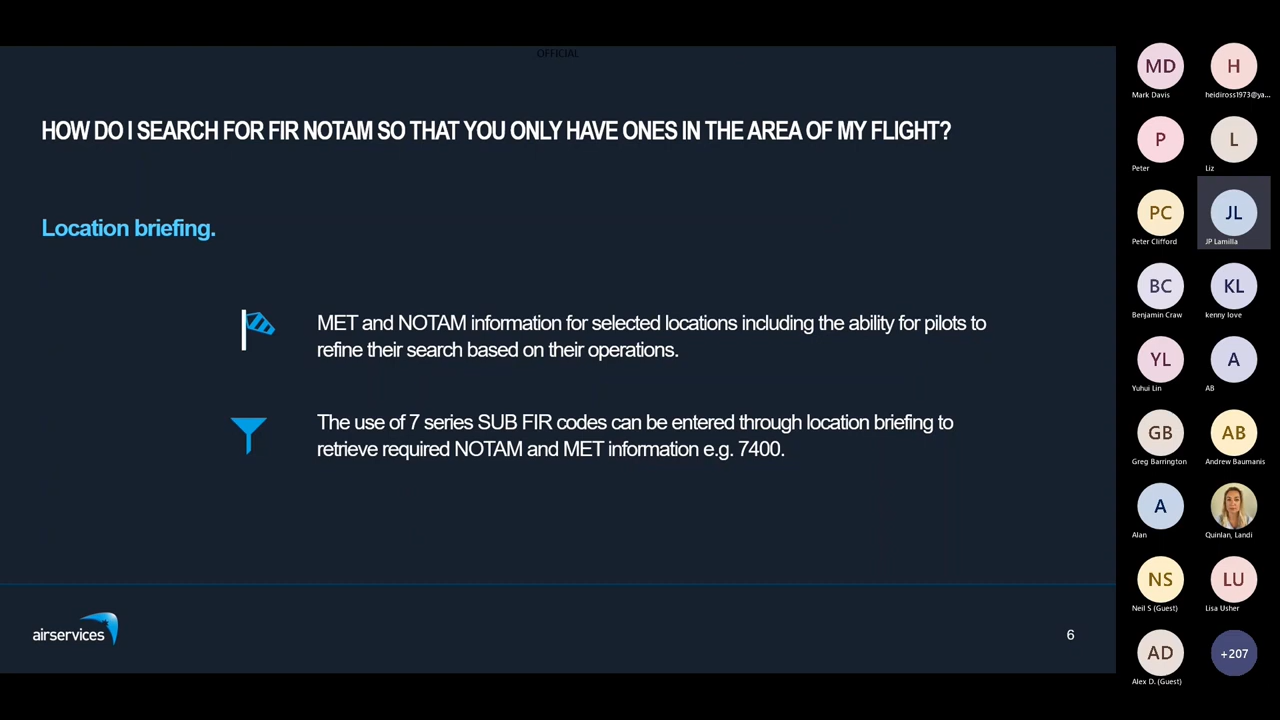 OFFICIAL
HOW DO I SEARCH FOR FIR NOTAM SO THAT YOU ONLY HAVE ONES IN THE AREA OF MY FLIGHT?
Location briefing.
MET and NOTAM information for selected locations including the ability for pilots to
refine their search based on their operations.
The use of 7 series SUB FIR codes can be entered through location briefing to
retrieve required NOTAM and MET information e.g. 7400.
airservices
6
MD
Mark Davis
H
heidiross1973@ya...
P
Peter
L
Liz
PC
Peter Clifford
JL
JP Lamilla
BC
Benjamin Craw
KL
kenny love
YL
Yuhui Lin
A
AB
GB
Greg Barrington
AB
Andrew Baumanis
A
Alan
Quinlan, Landi
NS
Neil S (Guest)
LU
Lisa Usher
AD
Alex D. (Guest)
+207